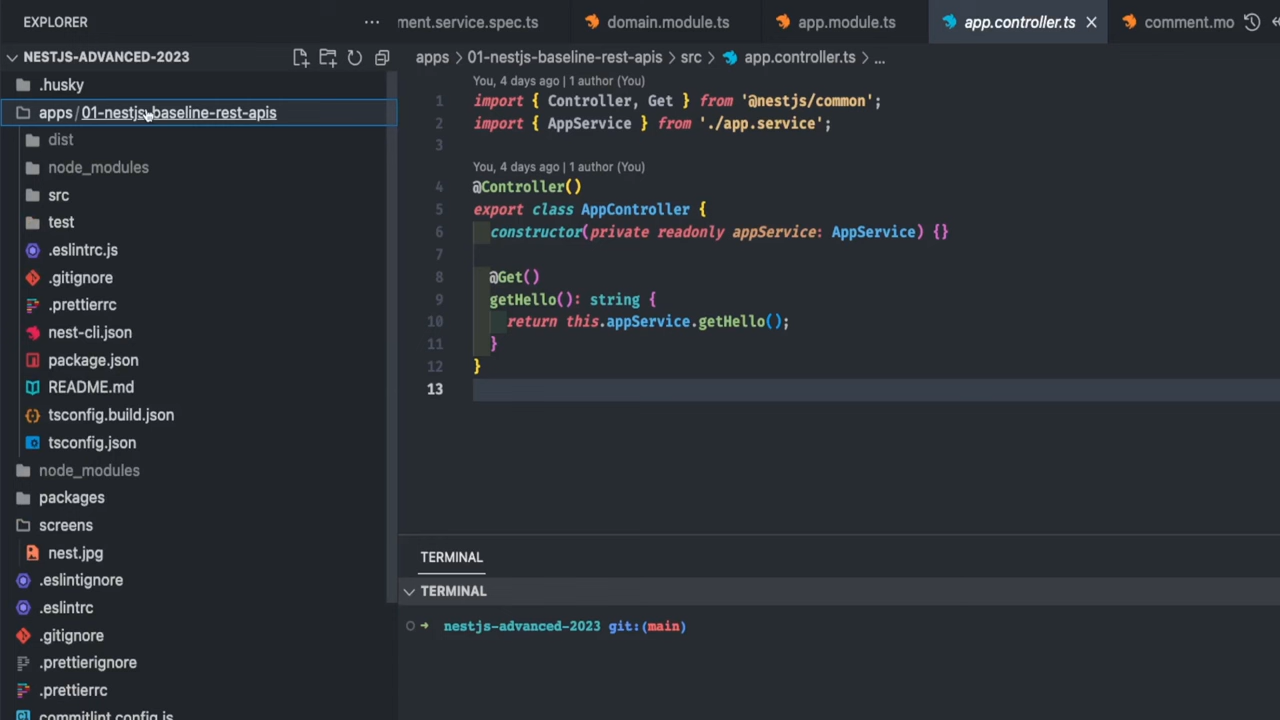 EXPLORER
NESTJS-ADVANCED-2023
.husky
apps/01-nestjs-baseline-rest-apis
dist
node_modules
src
test
.eslintrc.js
.gitignore
.prettierrc
nest-cli.json
package.json
README.md
tsconfig.build.json
tsconfig.json
node_modules
packages
screens
nest.jpg
.eslintignore
.eslintrc
.gitignore
.prettierignore
.prettierrc
commitlint.config.js
ment.service.spec.ts domain.module.ts app.module.ts app.controller.ts comment.mo
apps > 01-nestjs-baseline-rest-apis > src > app.controller.ts > ...
You, 4 days ago | 1 author (You)
1 import { Controller, Get } from '@nestjs/common';
2 import { AppService } from './app.service';
3
You, 4 days ago | 1 author (You)
4 @Controller()
5 export class AppController {
6 constructor(private readonly appService: AppService) {}
7
8 @Get()
9 getHello(): string {
10 return this.appService.getHello();
11 }
12 }
13
TERMINAL
TERMINAL
→ nestjs-advanced-2023 git:(main)